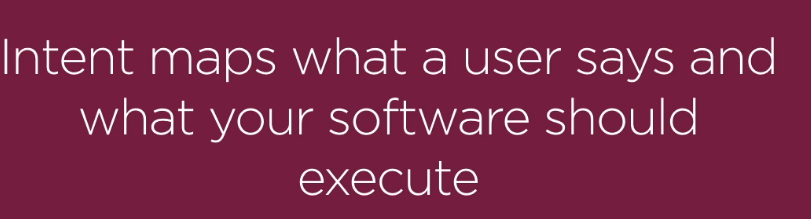 Intent maps what a user says and
what your software should
execute